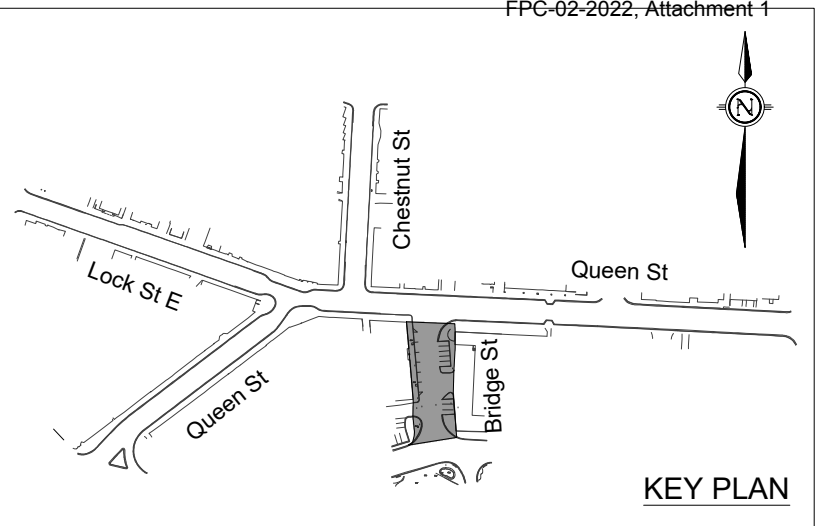 FPC-02-2022, Attachment 1
N
Chestnut St
Queen St
Lock St E
Bridge St
Queen St
KEY PLAN